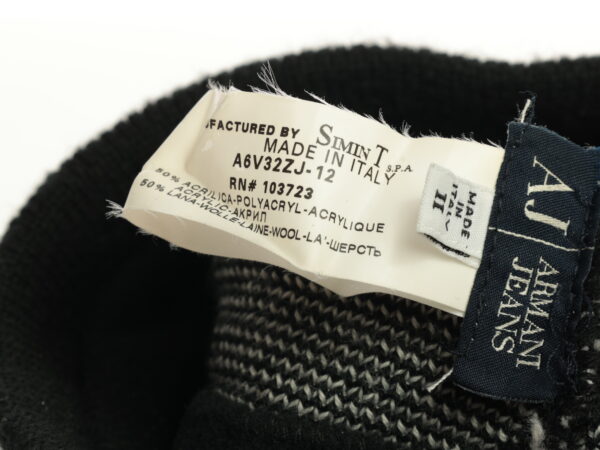 FACTURED BY SIMINT S.P.A.
MADE IN ITALY
A6V32ZJ-12
RN# 103723
50% ACRILICA-POLYACRYL-ACRYLIQUE
ACRYLIC-АКРИЛ
50% LANA-WOLLE-LAINE-WOOL-LA'-ШЕРСТЬ
MADE
IN
ITALY
II
AJ | ARMANI
JEANS